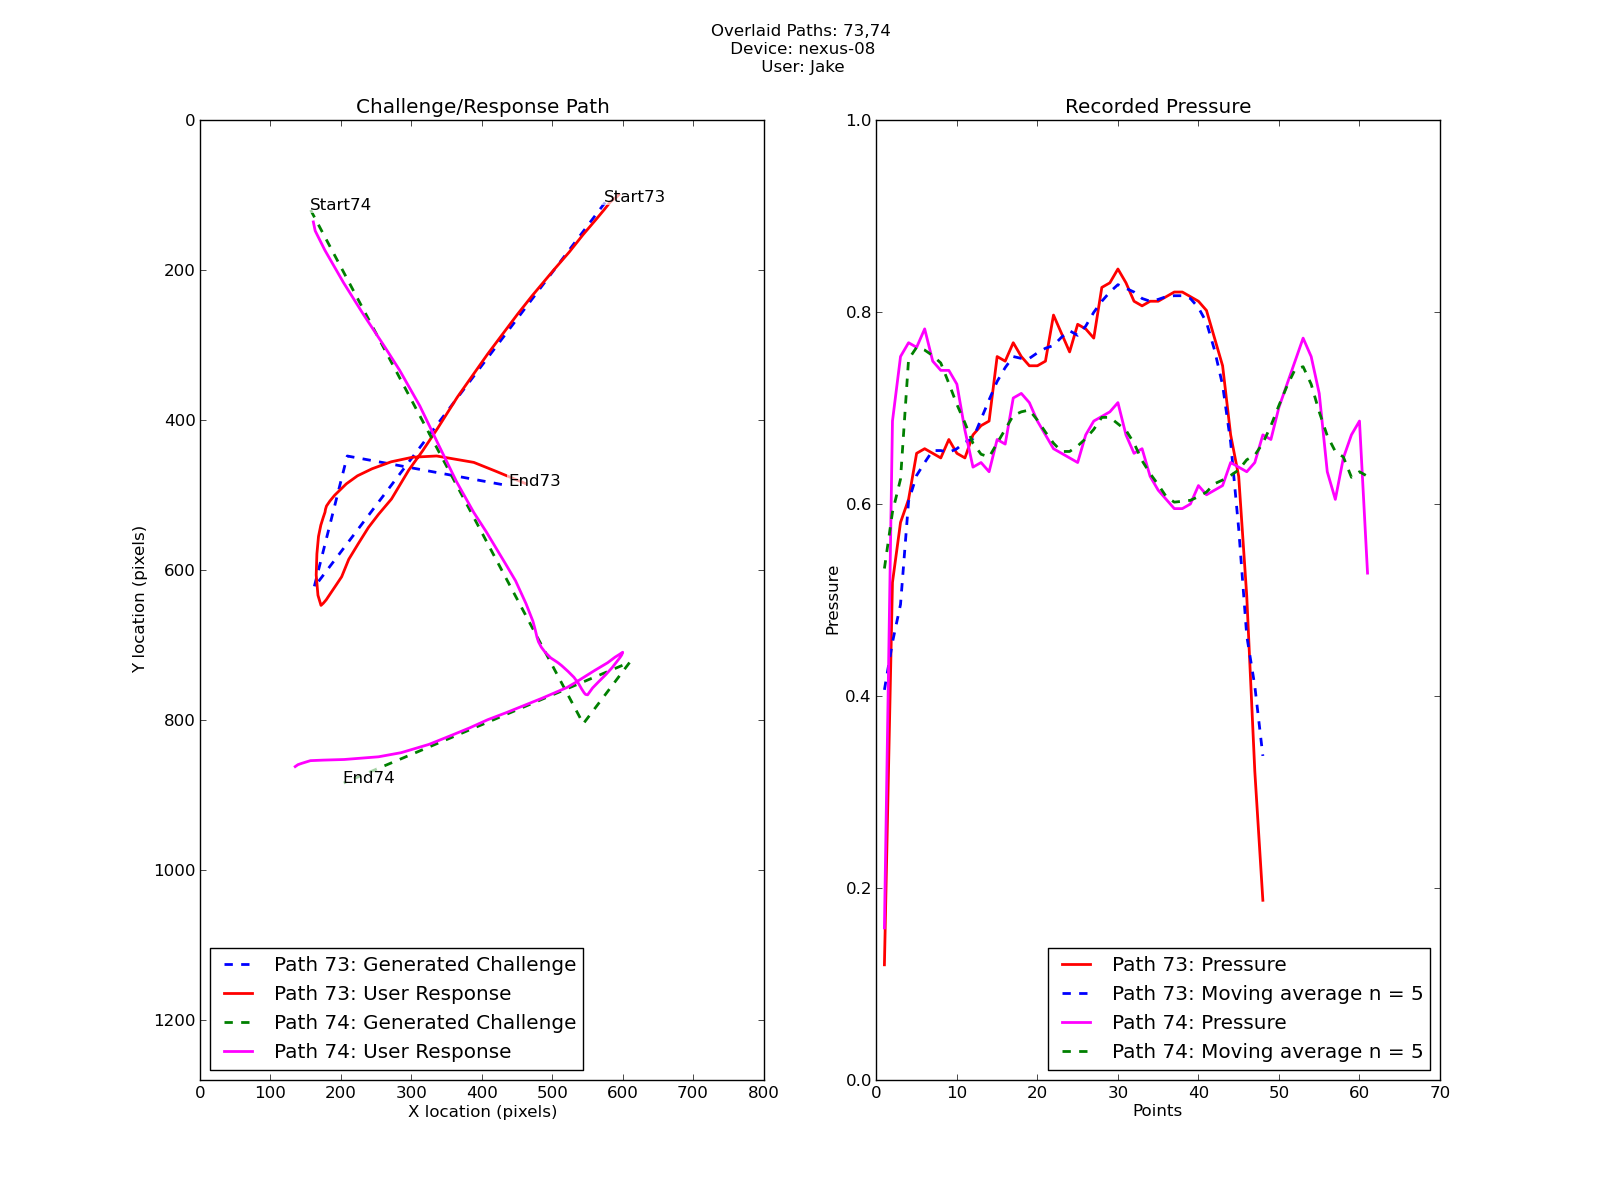 Overlaid Paths: 73,74
Device: nexus-08
User: Jake
Challenge/Response Path
0
200
400
600
800
1000
1200
Y location (pixels)
Start74
Start73
End73
End74
Path 73: Generated Challenge
Path 73: User Response
Path 74: Generated Challenge
Path 74: User Response
0 100 200 300 400 500 600 700 800
X location (pixels)
Recorded Pressure
1.0
0.8
0.6
0.4
0.2
0.0
Pressure
Path 73: Pressure
Path 73: Moving average n = 5
Path 74: Pressure
Path 74: Moving average n = 5
0 10 20 30 40 50 60 70
Points